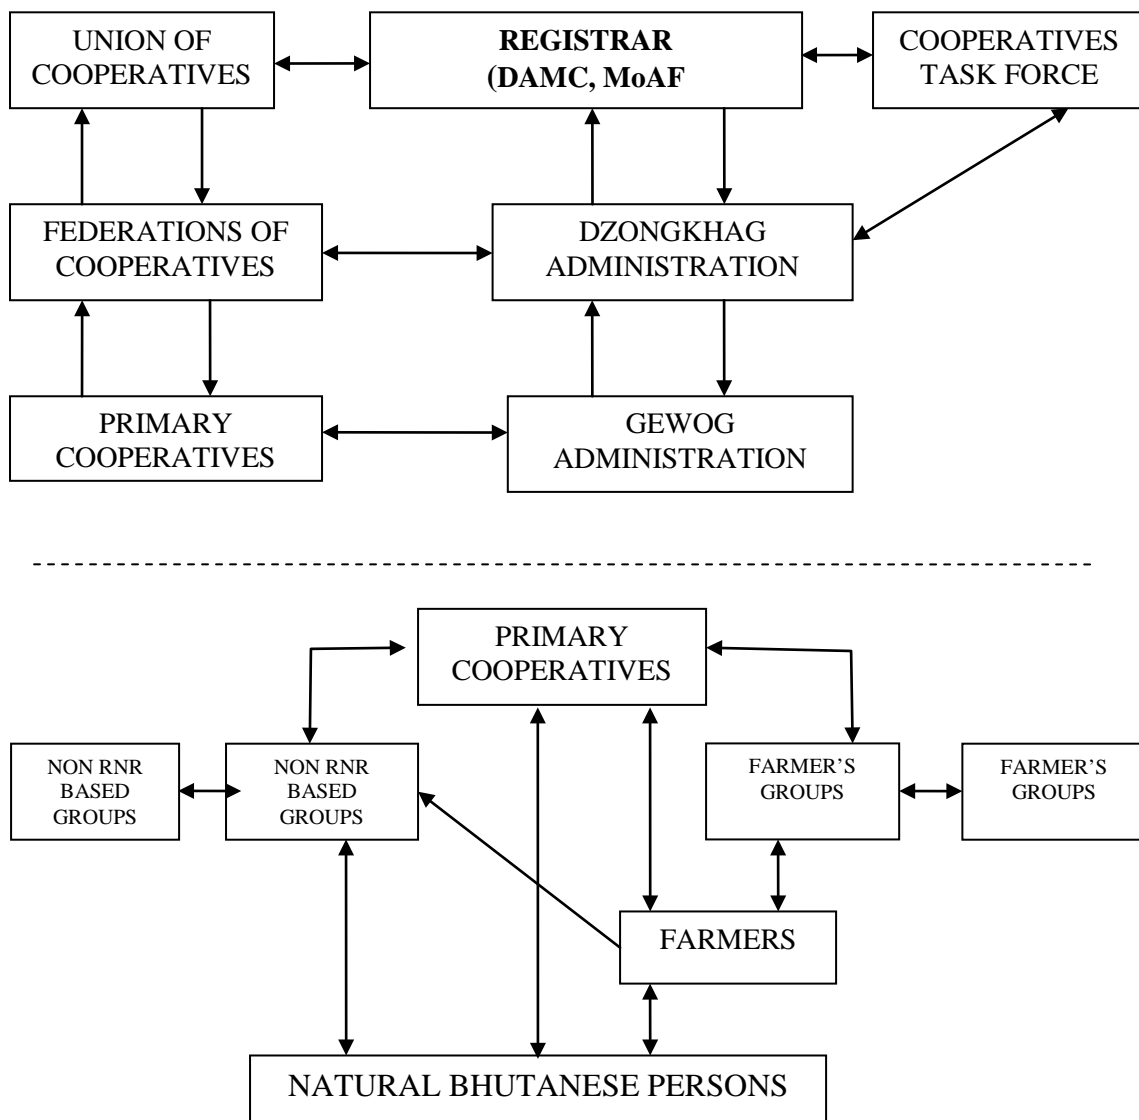 UNION OF
COOPERATIVES
REGISTRAR
(DAMC, MoAF
COOPERATIVES
TASK FORCE
FEDERATIONS OF
COOPERATIVES
DZONGKHAG
ADMINISTRATION
PRIMARY
COOPERATIVES
GEWOG
ADMINISTRATION
PRIMARY
COOPERATIVES
NON RNR
BASED
GROUPS
NON RNR
BASED
GROUPS
FARMER’S
GROUPS
FARMER’S
GROUPS
FARMERS
NATURAL BHUTANESE PERSONS